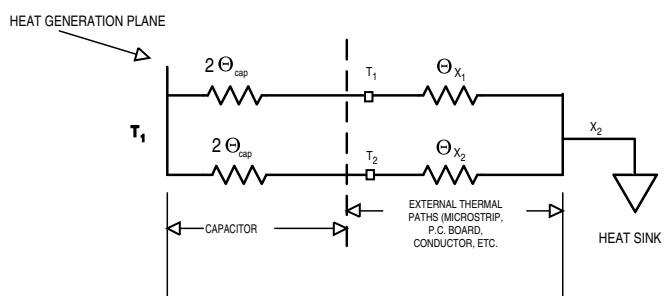 HEAT GENERATION PLANE
2 Θcap
T1
ΘX1
T1
X2
2 Θcap
T2
ΘX2
CAPACITOR
EXTERNAL THERMAL
PATHS (MICROSTRIP,
P.C. BOARD,
CONDUCTOR, ETC.
HEAT SINK